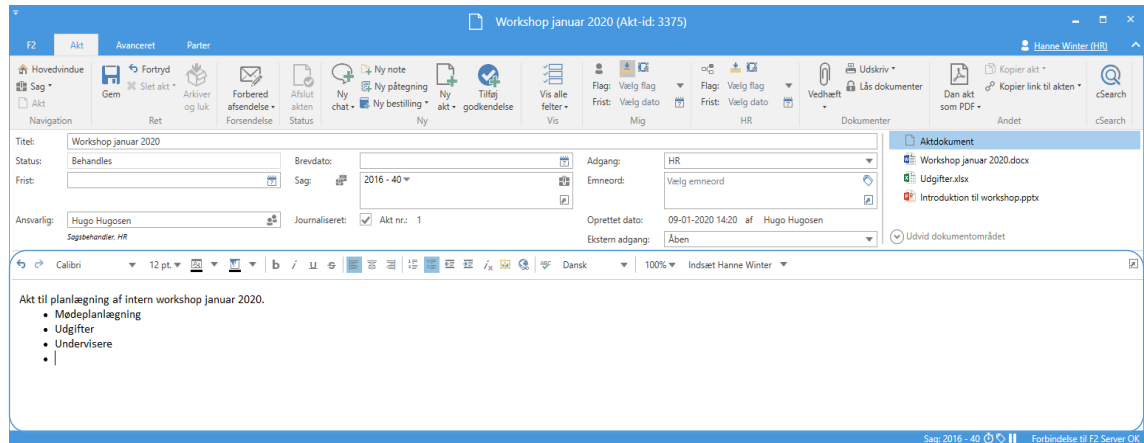 Workshop januar 2020 (Akt-id: 3375)
F2 Akt Avanceret Parter Hanne Winter (HR)
Hovedvindue
Sag
Akt
Navigation
Gem
Fortryd
Slet akt
Arkiver og luk
Ret
Forbered afsendelse
Forsendelse
Afslut akten
Status
Ny chat
Ny note
Ny påtegning
Ny bestilling
Ny akt
Tilføj godkendelse
Ny
Vis alle felter
Vis
Flag: Vælg flag
Frist: Vælg dato
Mig
Flag: Vælg flag
Frist: Vælg dato
HR
Vedhæft
Udskriv
Lås dokumenter
Dokumenter
Dan akt som PDF
Kopier akt
Kopier link til akten
Andet
cSearch
cSearch
Titel: Workshop januar 2020
Status: Behandles Brevdato: Adgang: HR
Frist: Sag: 2016 - 40 Emneord: Vælg emneord
Ansvarlig: Hugo Hugosen Journaliseret: Akt nr.: 1 Oprettet dato: 09-01-2020 14:20 af Hugo Hugosen
Sagsbehandler, HR Ekstern adgang: Åben
Aktdokument
Workshop januar 2020.docx
Udgifter.xlsx
Introduktion til workshop.pptx
Udvid dokumentområdet
Calibri 12 pt. b i u s ABC Dansk 100% Indsæt Hanne Winter
Akt til planlægning af intern workshop januar 2020.
• Mødeplanlægning
• Udgifter
• Undervisere
•
Sag: 2016 - 40 Forbindelse til F2 Server OK